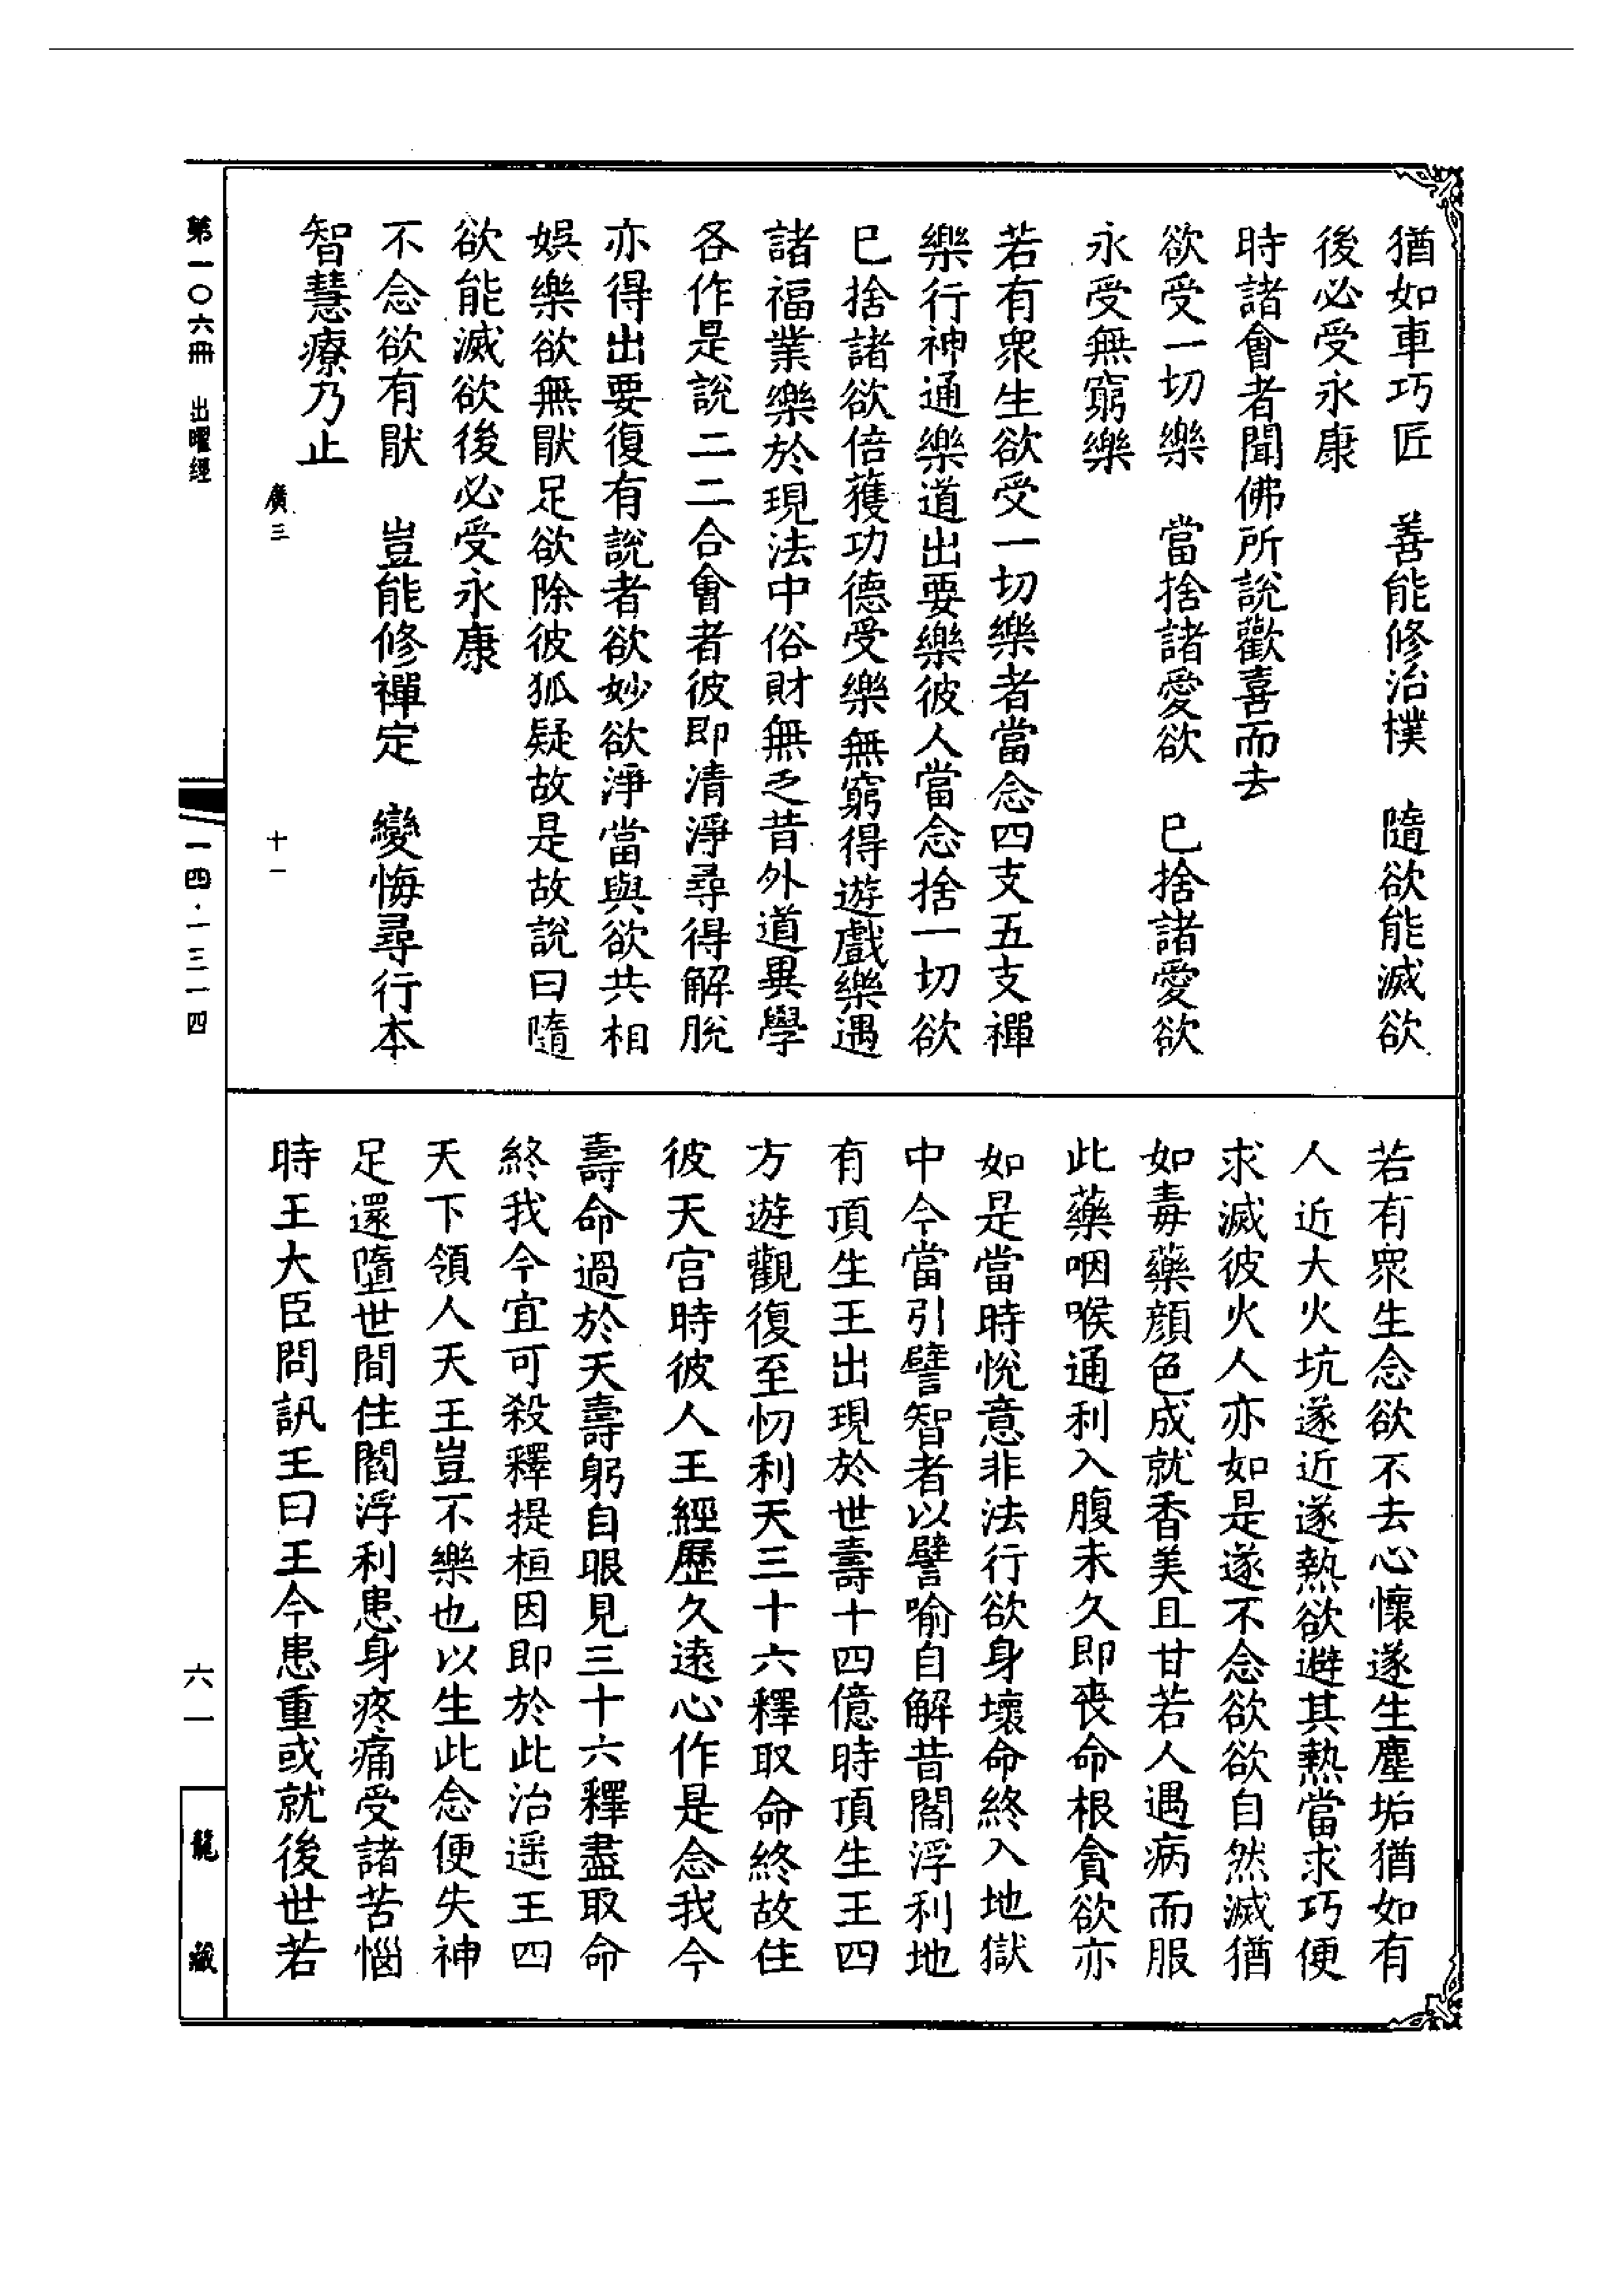 猶如車巧匠　善能修治樸　隨欲能滅欲
後必受永康
時諸會者聞佛所說歡喜而去
欲受一切樂　當捨諸愛欲　已捨諸愛欲
永受無窮樂
若有衆生欲受一切樂者當念四支五支禪
樂行神通樂道出要樂彼人當念捨一切欲
已捨諸欲倍獲功德受樂無窮得遊戲樂遇
諸福業樂於現法中俗財無乏昔外道異學
各作是說二二合會者彼即清淨尋得解脫
亦得出要復有說者欲妙欲淨當與欲共相
娛樂欲無猒足欲除彼狐疑故是故說曰隨
欲能滅欲後必受永康
不念欲有猒　豈能修禪定　變悔尋行本
智慧療乃止
廣三　十一
若有衆生念欲不去心懷遂生塵垢猶如有
人近大火坑遂近遂熱欲避其熱當求巧便
求滅彼火人亦如是遂不念欲欲自然滅猶
如毒藥顏色成就香美且甘若人遇病而服
此藥咽喉通利入腹未久即喪命根貪欲亦
如是當時悅意非法行欲身壞命終入地獄
中今當引譬智者以譬喻自解昔閻浮利地
有頂生王出現於世壽十四億時頂生王四
方遊觀復至忉利天三十六釋取命終故住
彼天宮時彼人王經歷久遠心作是念我今
壽命過於天壽躬自眼見三十六釋盡取命
終我今宜可殺釋提桓因即於此治遥王四
天下領人天王豈不樂也以生此念便失神
足還墮世間住閻浮利患身疼痛受諸苦惱
時王大臣問訊王曰王今患重或就後世若
第一〇六冊　出曜經
一四·一三一四
六一
龍藏